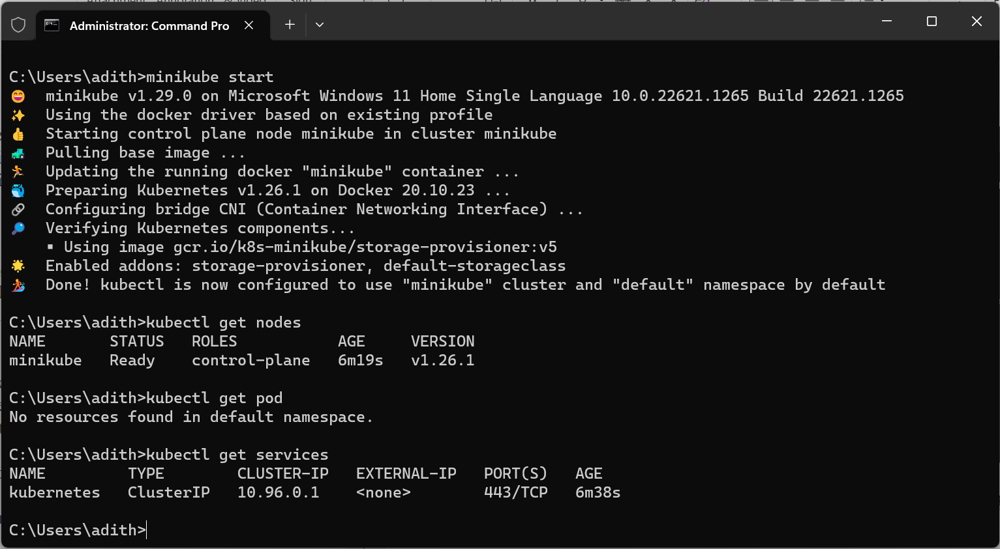 Administrator: Command Pro
C:\Users\adith>minikube start
😄 minikube v1.29.0 on Microsoft Windows 11 Home Single Language 10.0.22621.1265 Build 22621.1265
✨ Using the docker driver based on existing profile
👍 Starting control plane node minikube in cluster minikube
🚜 Pulling base image ...
🏃 Updating the running docker "minikube" container ...
🐳 Preparing Kubernetes v1.26.1 on Docker 20.10.23 ...
🔗 Configuring bridge CNI (Container Networking Interface) ...
🔎 Verifying Kubernetes components...
▪ Using image gcr.io/k8s-minikube/storage-provisioner:v5
🌟 Enabled addons: storage-provisioner, default-storageclass
🏄 Done! kubectl is now configured to use "minikube" cluster and "default" namespace by default
C:\Users\adith>kubectl get nodes
NAME STATUS ROLES AGE VERSION
minikube Ready control-plane 6m19s v1.26.1
C:\Users\adith>kubectl get pod
No resources found in default namespace.
C:\Users\adith>kubectl get services
NAME TYPE CLUSTER-IP EXTERNAL-IP PORT(S) AGE
kubernetes ClusterIP 10.96.0.1 <none> 443/TCP 6m38s
C:\Users\adith>